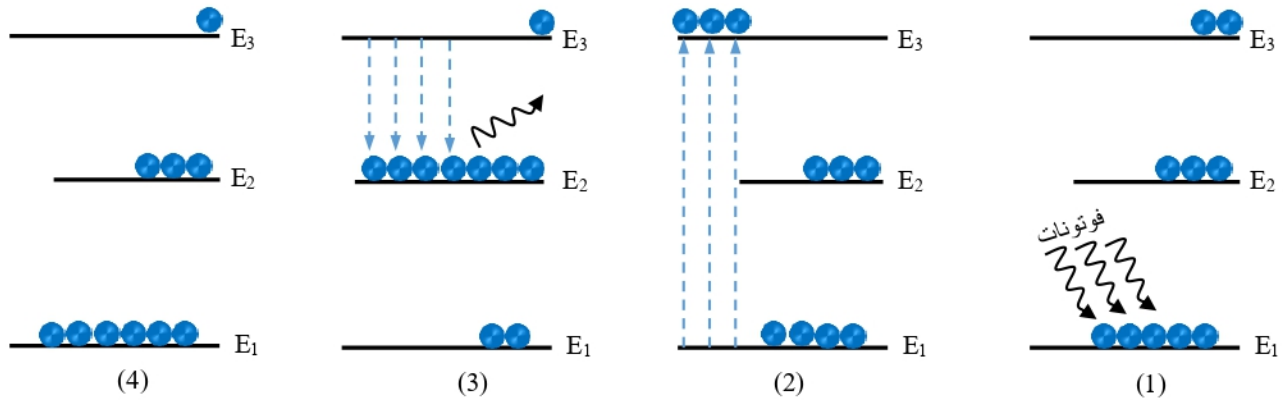 E₃ E₃ E₃ E₃
E₂ E₂ E₂ E₂
فوتونات
E₁ E₁ E₁ E₁
(4) (3) (2) (1)